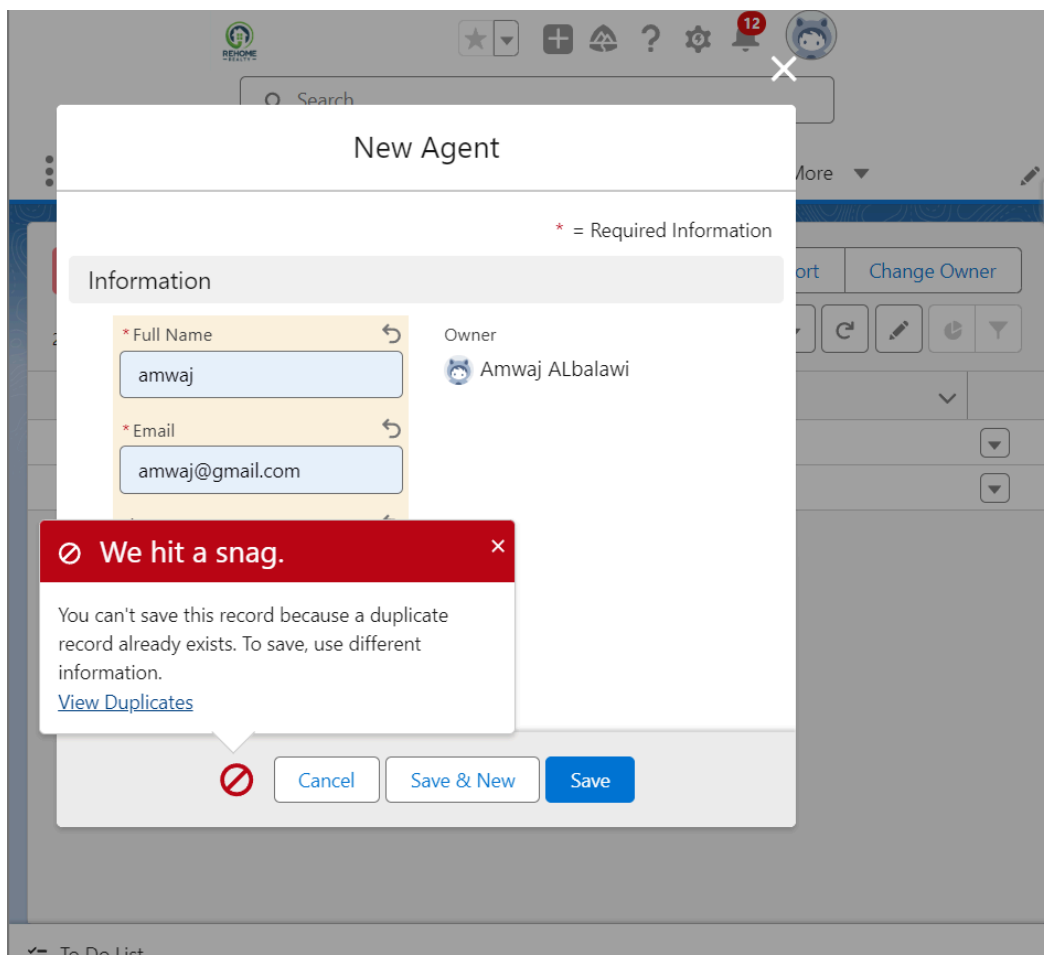 REHOME
REALTY
12
Search
New Agent
More
* = Required Information
Information
ort
Change Owner
* Full Name
amwaj
Owner
Amwaj ALbalawi
* Email
amwaj@gmail.com
We hit a snag.
You can't save this record because a duplicate
record already exists. To save, use different
information.
View Duplicates
Cancel
Save & New
Save
To Do List